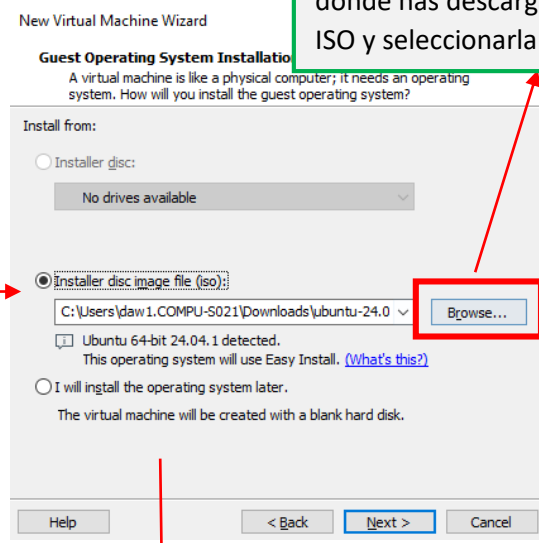 donde has descarg
ISO y seleccionarla
New Virtual Machine Wizard
Guest Operating System Installation
A virtual machine is like a physical computer; it needs an operating
system. How will you install the guest operating system?
Install from:
Installer disc:
No drives available
Installer disc image file (iso):
C:\Users\daw1.COMPU-S021\Downloads\ubuntu-24.0
Browse...
Ubuntu 64-bit 24.04.1 detected.
This operating system will use Easy Install. (What's this?)
I will install the operating system later.
The virtual machine will be created with a blank hard disk.
Help
< Back
Next >
Cancel